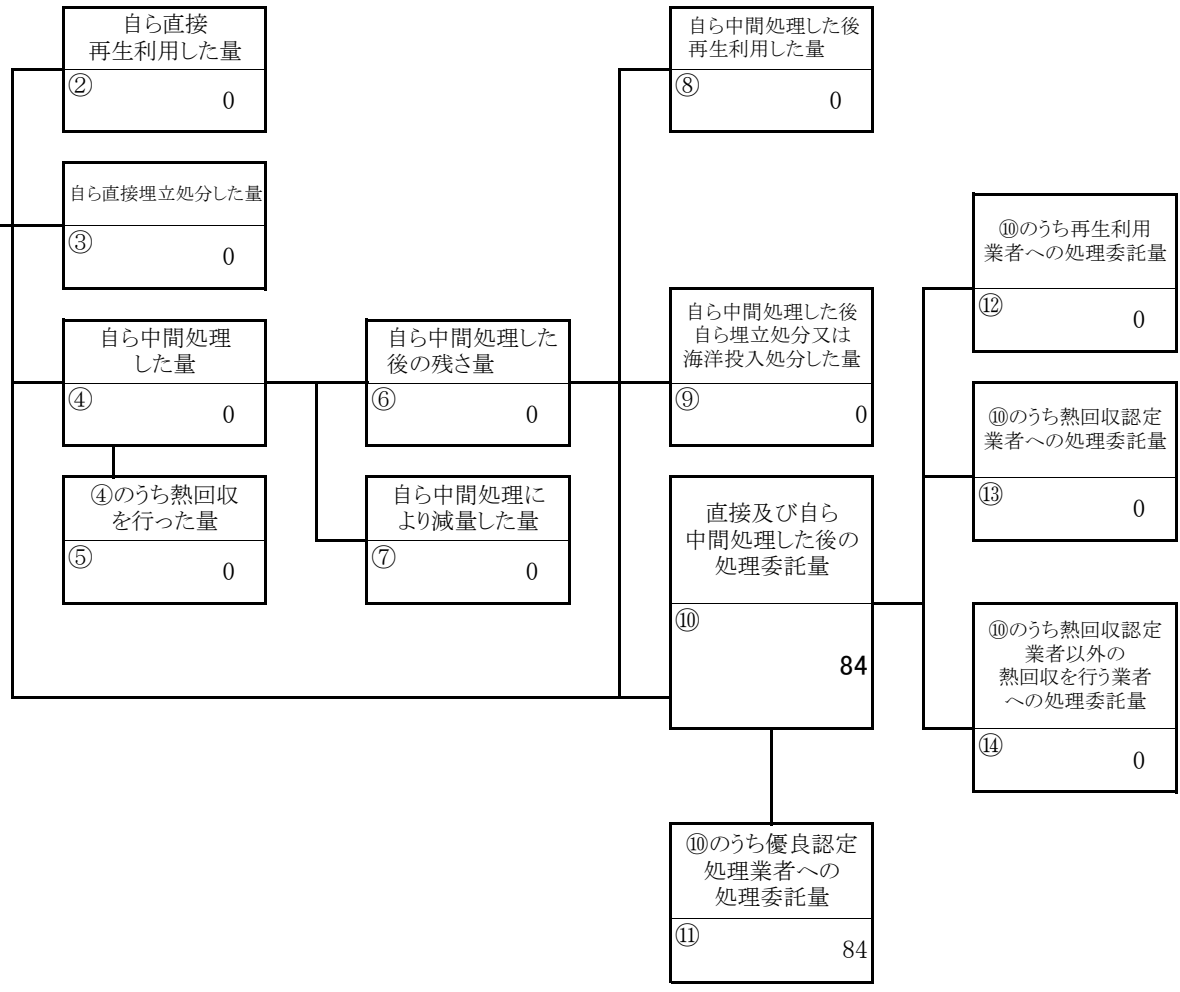 自ら直接
再生利用した量
②
0
自ら直接埋立処分した量
③
0
自ら中間処理
した量
④
0
④のうち熱回収
を行った量
⑤
0
自ら中間処理した
後の残さ量
⑥
0
自ら中間処理に
より減量した量
⑦
0
自ら中間処理した後
再生利用した量
⑧
0
自ら中間処理した後
自ら埋立処分又は
海洋投入処分した量
⑨
0
直接及び自ら
中間処理した後の
処理委託量
⑩
84
⑩のうち優良認定
処理業者への
処理委託量
⑪
84
⑩のうち再生利用
業者への処理委託量
⑫
0
⑩のうち熱回収認定
業者への処理委託量
⑬
0
⑩のうち熱回収認定
業者以外の
熱回収を行う業者
への処理委託量
⑭
0